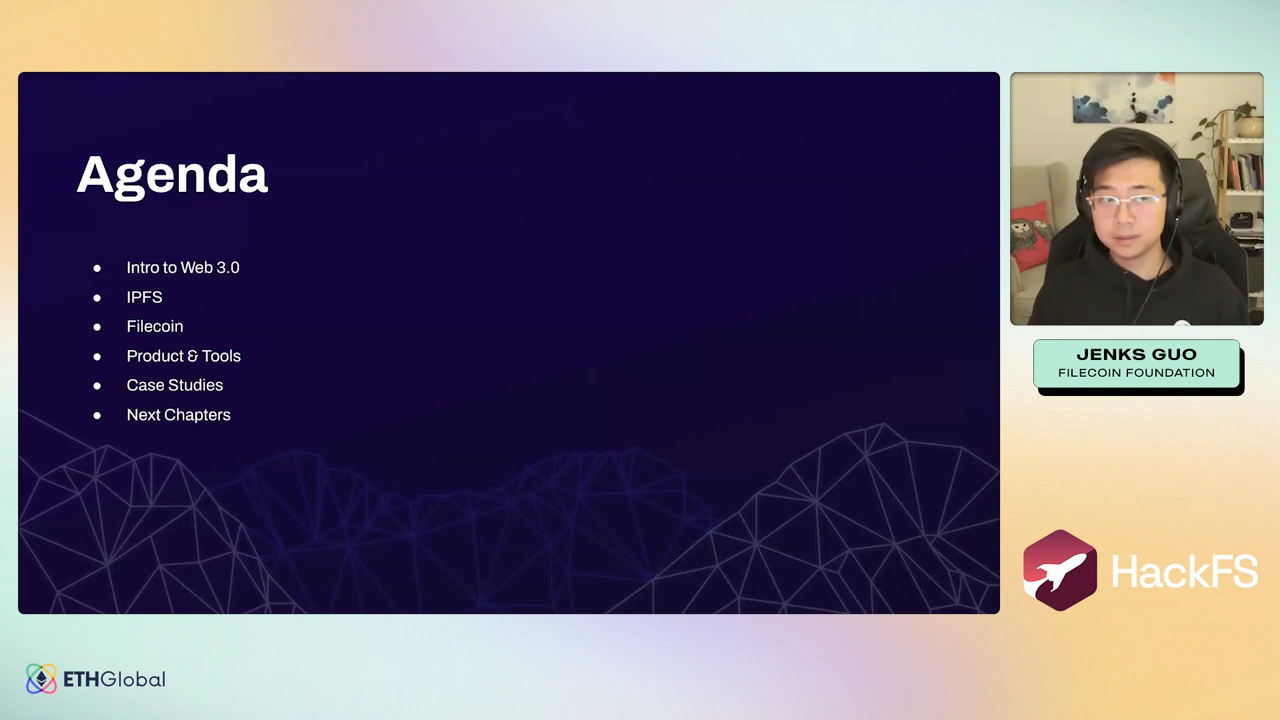 Agenda
● Intro to Web 3.0
● IPFS
● Filecoin
● Product & Tools
● Case Studies
● Next Chapters
JENKS GUO
FILECOIN FOUNDATION
HackFS
ETHGlobal